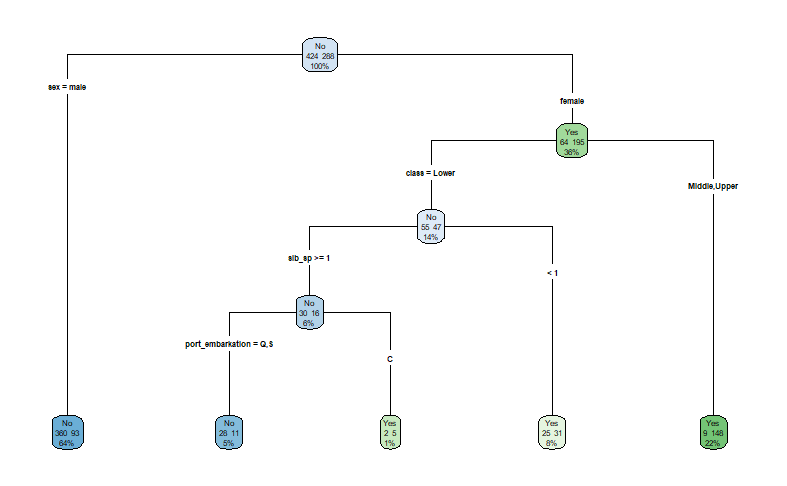 No
424 288
100%
sex = male
female
Yes
64 195
36%
class = Lower
Middle,Upper
No
55 47
14%
sib_sp >= 1
< 1
No
30 16
6%
port_embarkation = Q,S
C
No
360 93
64%
No
28 11
5%
Yes
2 5
1%
Yes
25 31
8%
Yes
9 148
22%